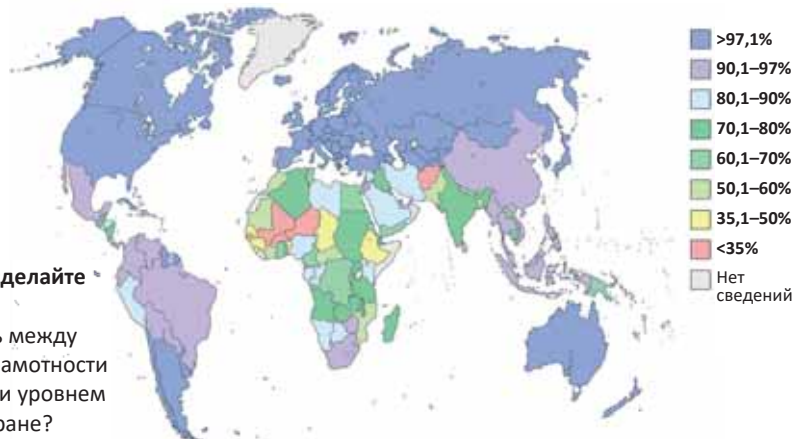 >97,1%
90,1–97%
80,1–90%
70,1–80%
60,1–70%
50,1–60%
35,1–50%
<35%
Нет
сведений
делайте
между
амотности
и уровнем
ране?